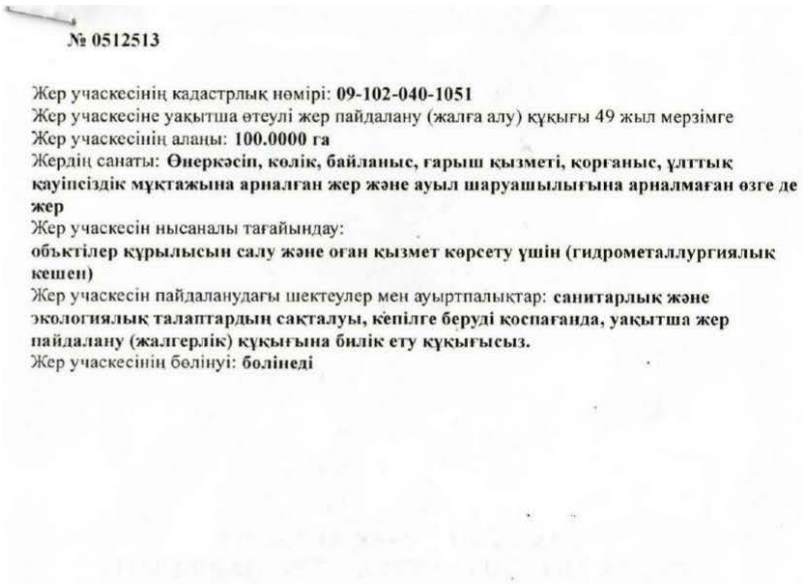 № 0512513
Жер учаскесінің кадастрлық нөмірі: 09-102-040-1051
Жер учаскесіне уақытша өтеулі жер пайдалану (жалға алу) құқығы 49 жыл мерзімге
Жер учаскесінің аланы: 100.0000 га
Жердің санаты: Өнеркәсіп, көлік, байланыс, ғарыш қызметі, қорғаныс, ұлттық
қауіпсіздік мұқтажына арналған жер және ауыл шаруашылығына арналмаған өзге де
жер
Жер учаскесін нысаналы тағайындау:
объктілер құрылысын салу және оған қызмет көрсету үшін (гидрометаллургиялық
кешен)
Жер учаскесін пайдаланудағы шектеулер мен ауыртпалықтар: санитарлық және
экологиялық талаптардың сақталуы, кепілге беруді қоспағанда, уақытша жер
пайдалану (жалгерлік) құқығына билік ету құқығысыз.
Жер учаскесінің бөлінуі: бөлінеді